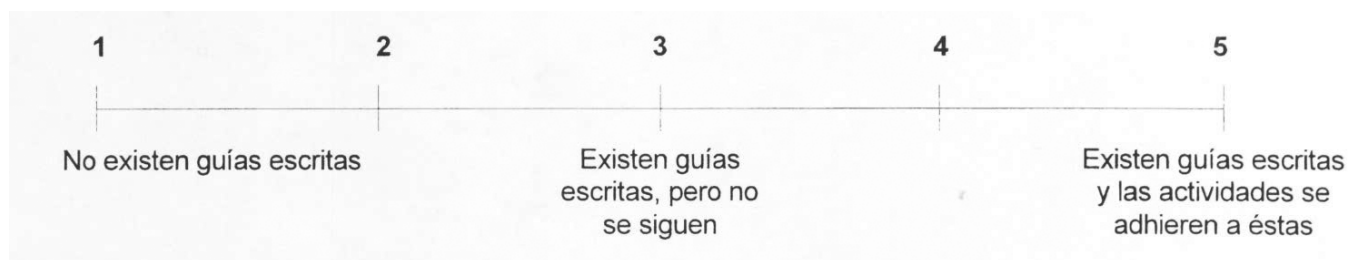 1 2 3 4 5
No existen guías escritas
Existen guías
escritas, pero no
se siguen
Existen guías escritas
y las actividades se
adhieren a éstas